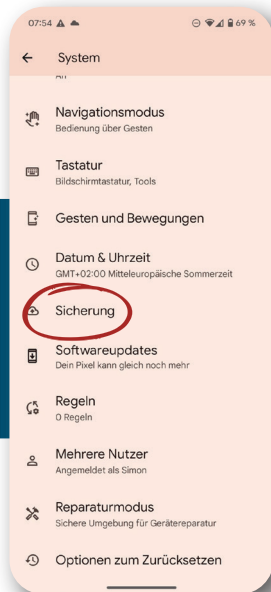 07:54
69 %
System
An
Navigationsmodus
Bedienung über Gesten
Tastatur
Bildschirmtastatur, Tools
Gesten und Bewegungen
Datum & Uhrzeit
GMT+02:00 Mitteleuropäische Sommerzeit
Sicherung
Softwareupdates
Dein Pixel kann gleich noch mehr
Regeln
0 Regeln
Mehrere Nutzer
Angemeldet als Simon
Reparaturmodus
Sichere Umgebung für Gerätereparatur
Optionen zum Zurücksetzen